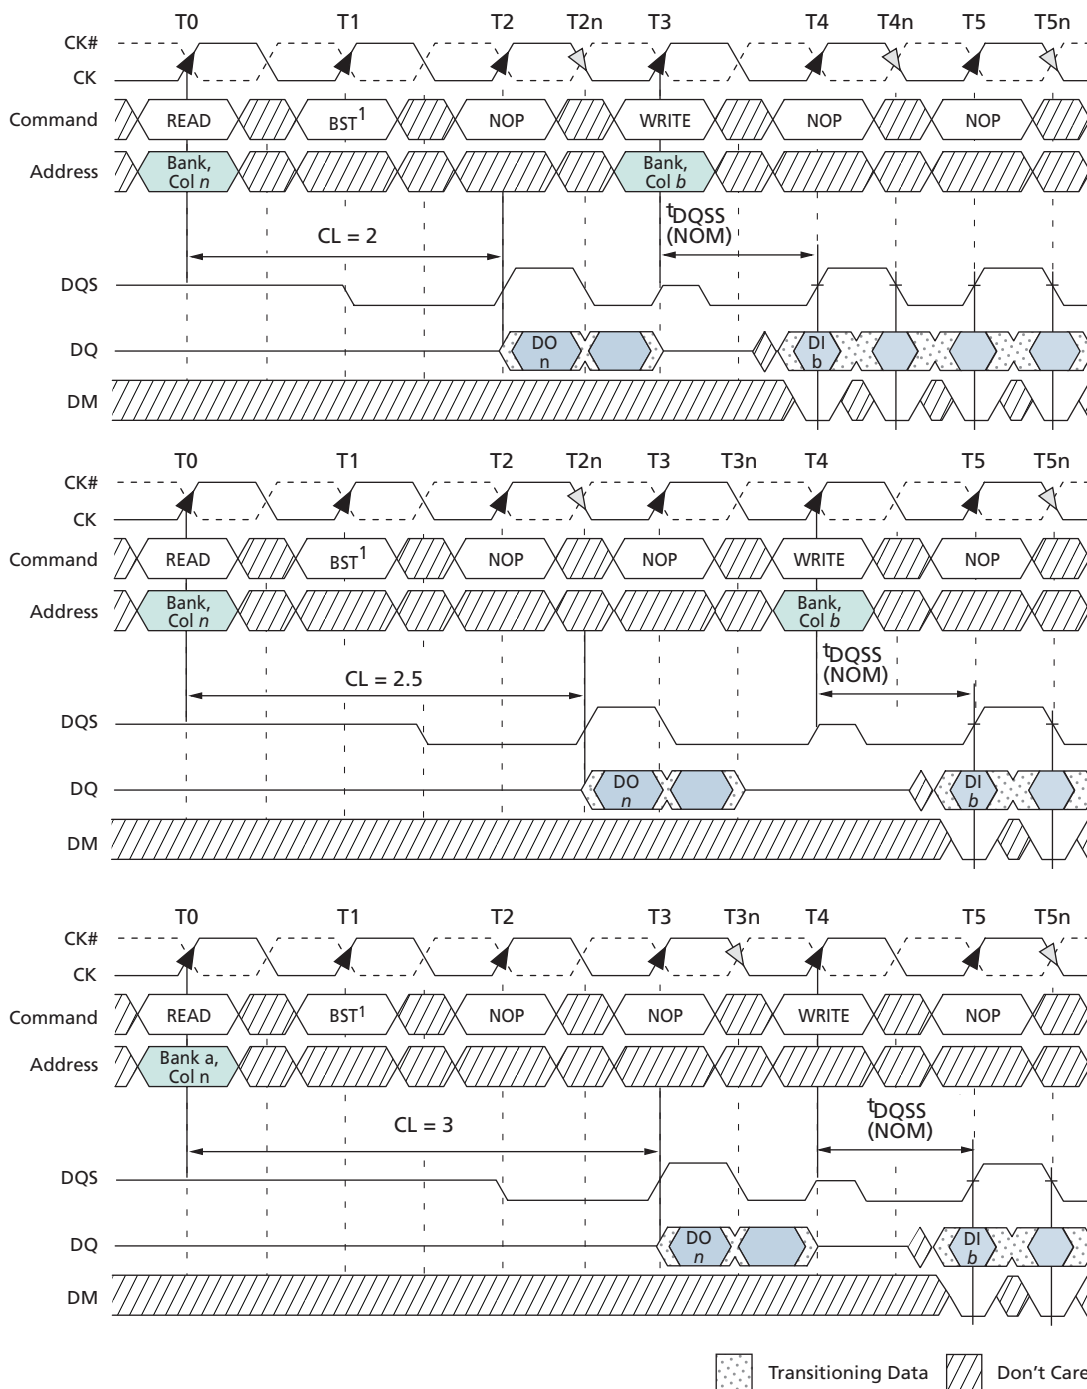 T0 T1 T2 T2n T3 T4 T4n T5 T5n
CK#
CK
Command READ BST1 NOP WRITE NOP NOP
Address Bank, Col n Bank, Col b
CL = 2
tDQSS (NOM)
DQS
DQ DO n DI b
DM
T0 T1 T2 T2n T3 T3n T4 T5 T5n
CK#
CK
Command READ BST1 NOP NOP WRITE NOP
Address Bank, Col n Bank, Col b
tDQSS (NOM)
CL = 2.5
DQS
DQ DO n DI b
DM
T0 T1 T2 T3 T3n T4 T5 T5n
CK#
CK
Command READ BST1 NOP NOP WRITE NOP
Address Bank a, Col n
CL = 3
tDQSS (NOM)
DQS
DQ DO n DI b
DM
Transitioning Data Don't Care